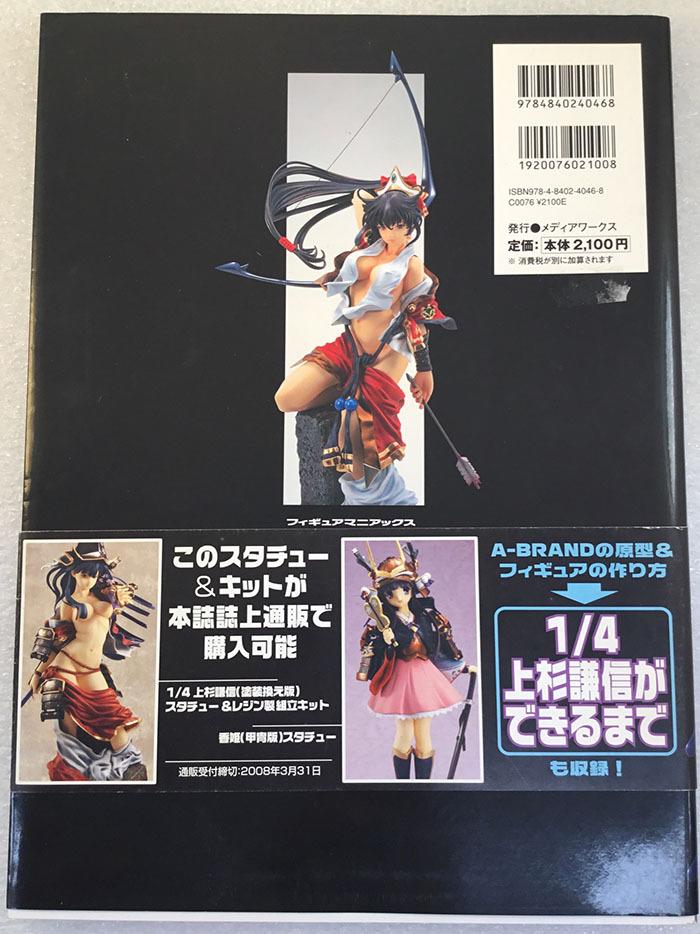 9784840240468
1920076021008
ISBN978-4-8402-4046-8
C0076 ¥2100E
発行●メディアワークス
定価：本体2,100円
※ 消費税が別に加算されます
フィギュアマニアックス
このスタチュー
&キットが
本誌誌上通販で
購入可能
1/4 上杉謙信(塗装換え版)
スタチュー&レジン製 組立キット
香姫(甲冑版)スタチュー
通販受付締切:2008年3月31日
A-BRANDの原型&
フィギュアの作り方
1/4
上杉謙信が
できるまで
も収録！